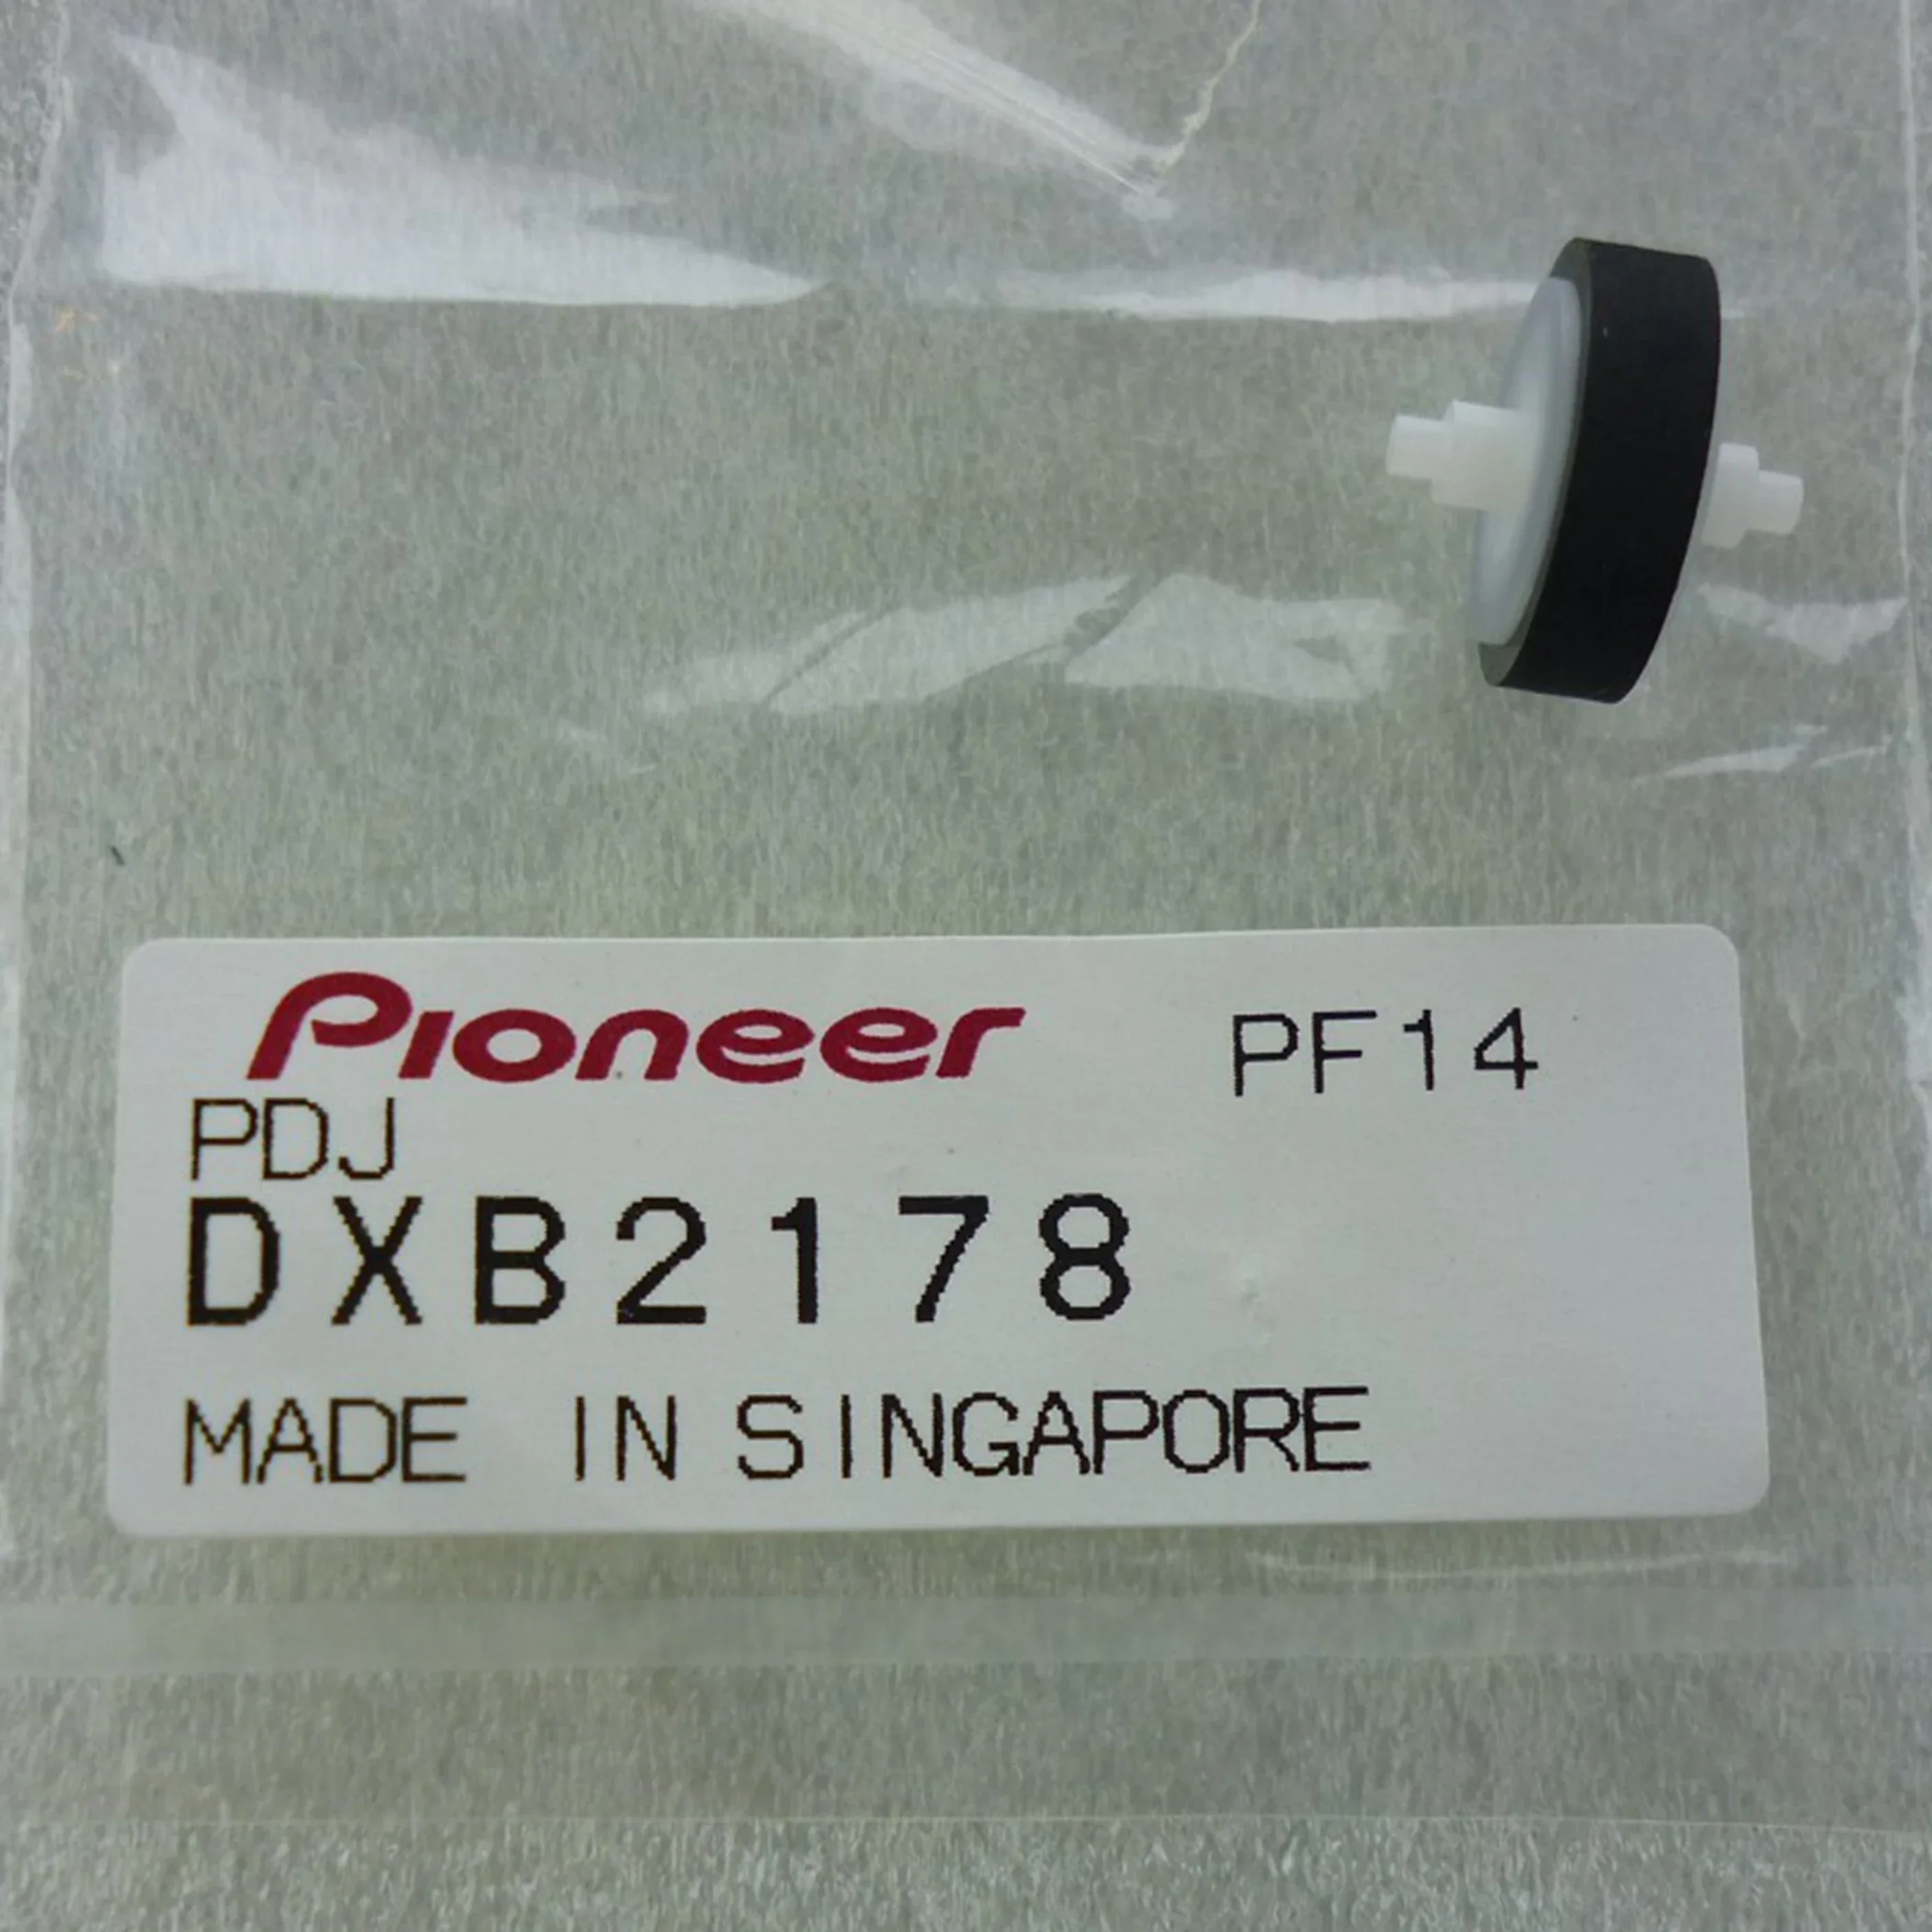 Pioneer PF14
PDJ
DXB2178
MADE IN SINGAPORE